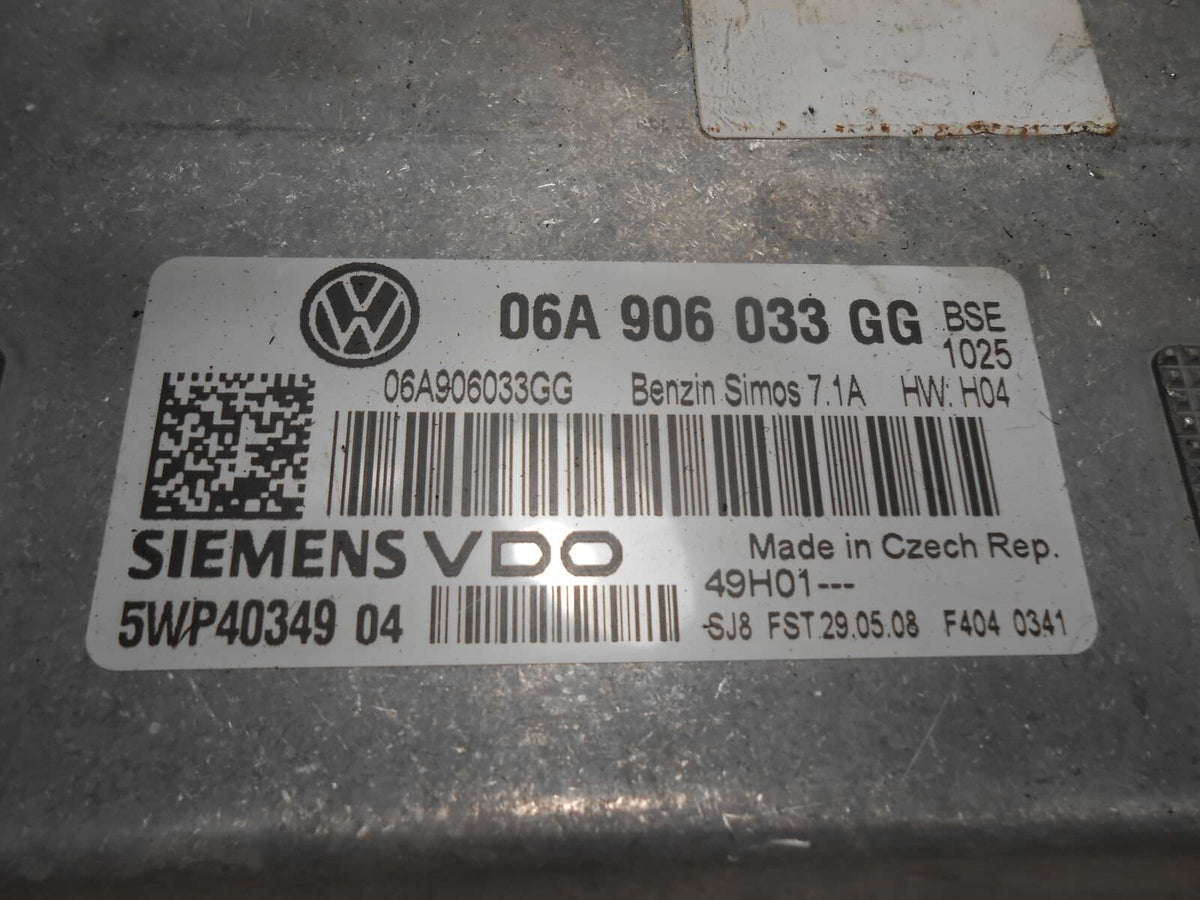 06A 906 033 GG BSE
1025
06A906033GG Benzin Simos 7.1A HW: H04
SIEMENS VDO Made in Czech Rep.
49H01---
5WP40349 04 SJ8 FST 29.05.08 F404 0341